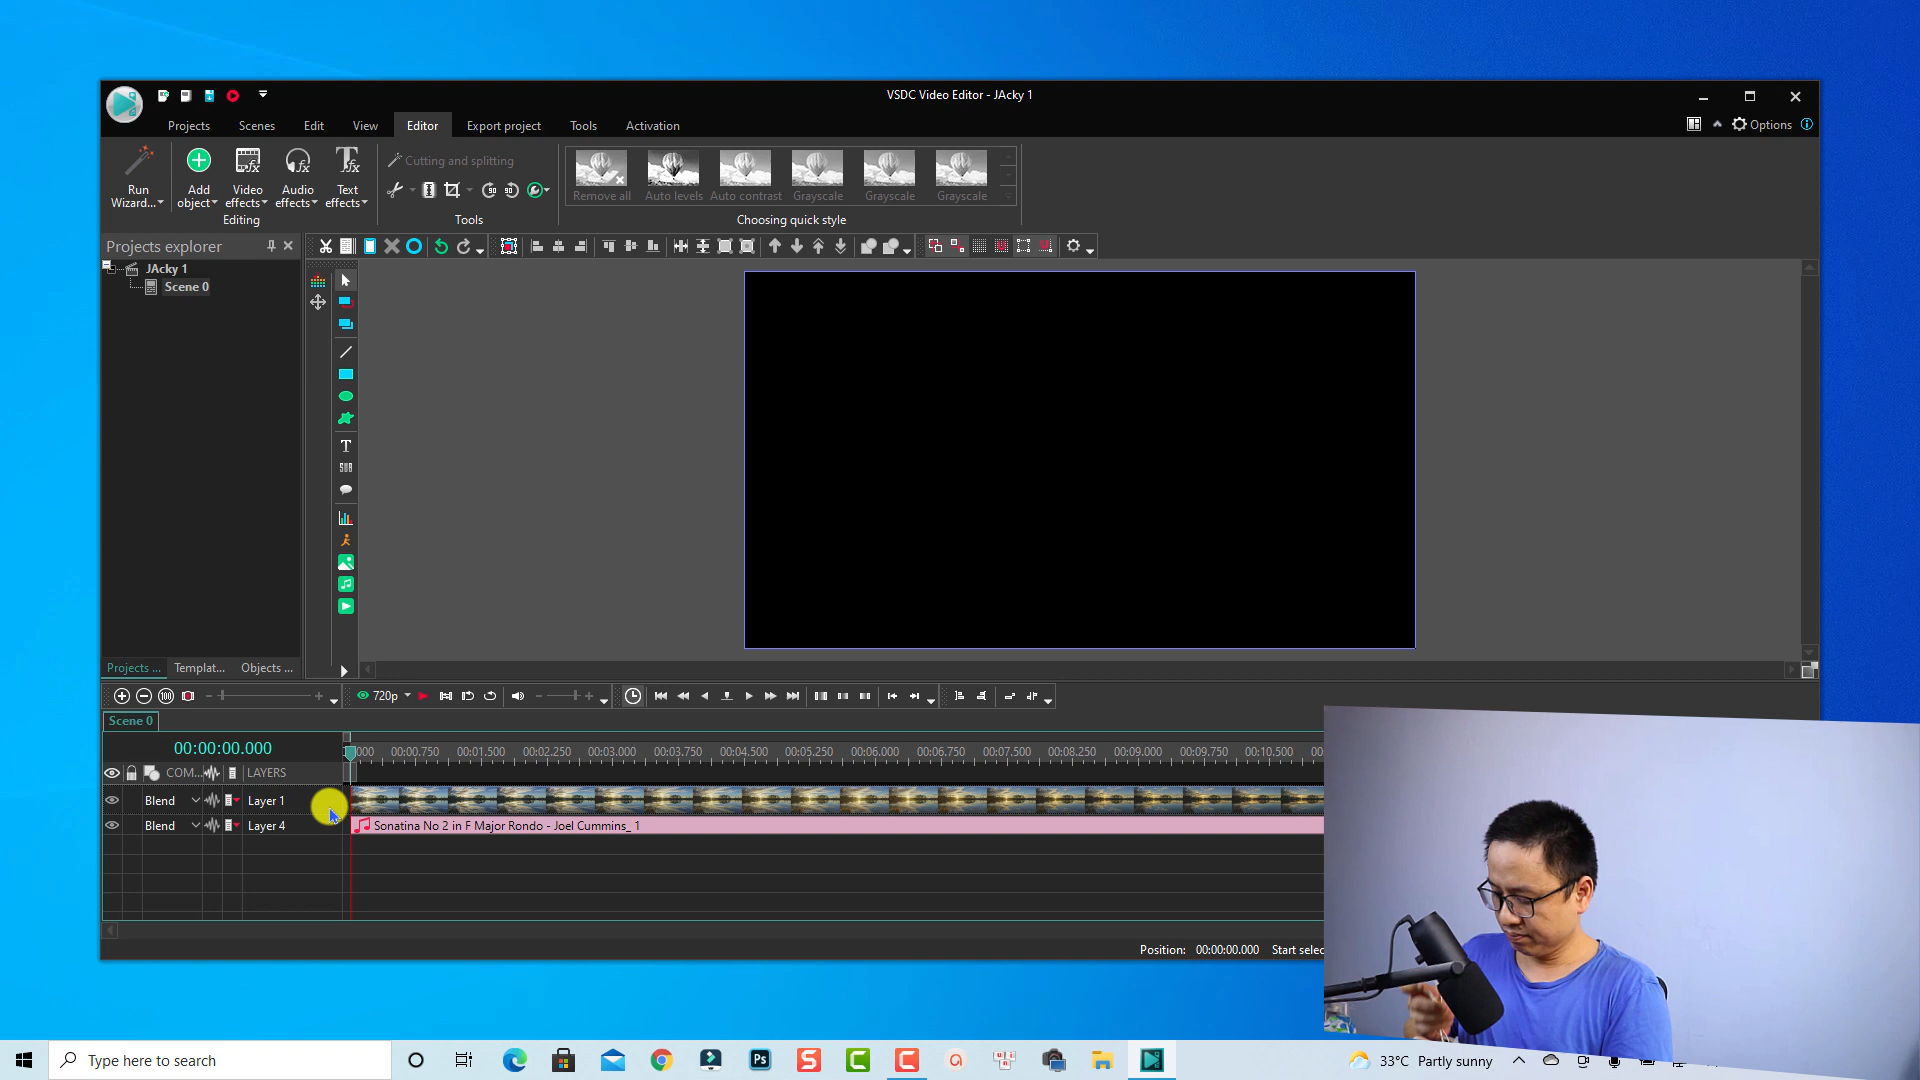 VSDC Video Editor - JAcky 1
Projects
Scenes
Edit
View
Editor
Export project
Tools
Activation
Options
Run Wizard...
Add object
Video effects
Audio effects
Text effects
Editing
Cutting and splitting
Tools
Remove all
Auto levels
Auto contrast
Grayscale
Grayscale
Grayscale
Choosing quick style
Projects explorer
JAcky 1
Scene 0
T
SUB
Projects ...
Templat...
Objects ...
720p
Scene 0
00:00:00.000
000 00:00.750 00:01.500 00:02.250 00:03.000 00:03.750 00:04.500 00:05.250 00:06.000 00:06.750 00:07.500 00:08.250 00:09.000 00:09.750 00:10.500
COM...
LAYERS
Blend
Layer 1
Blend
Layer 4
Sonatina No 2 in F Major Rondo - Joel Cummins_ 1
Position: 00:00:00.000 Start selec
Type here to search
Ps
33°C Partly sunny